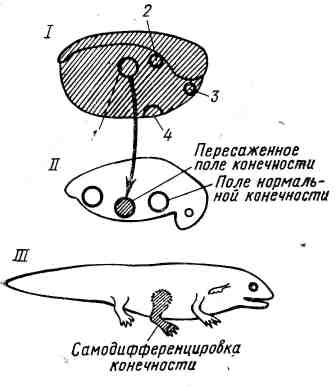 I
2
3
4
II
Пересаженное
поле конечности
Поле нормаль-
ной конечности
III
Самодифференцировка
конечности